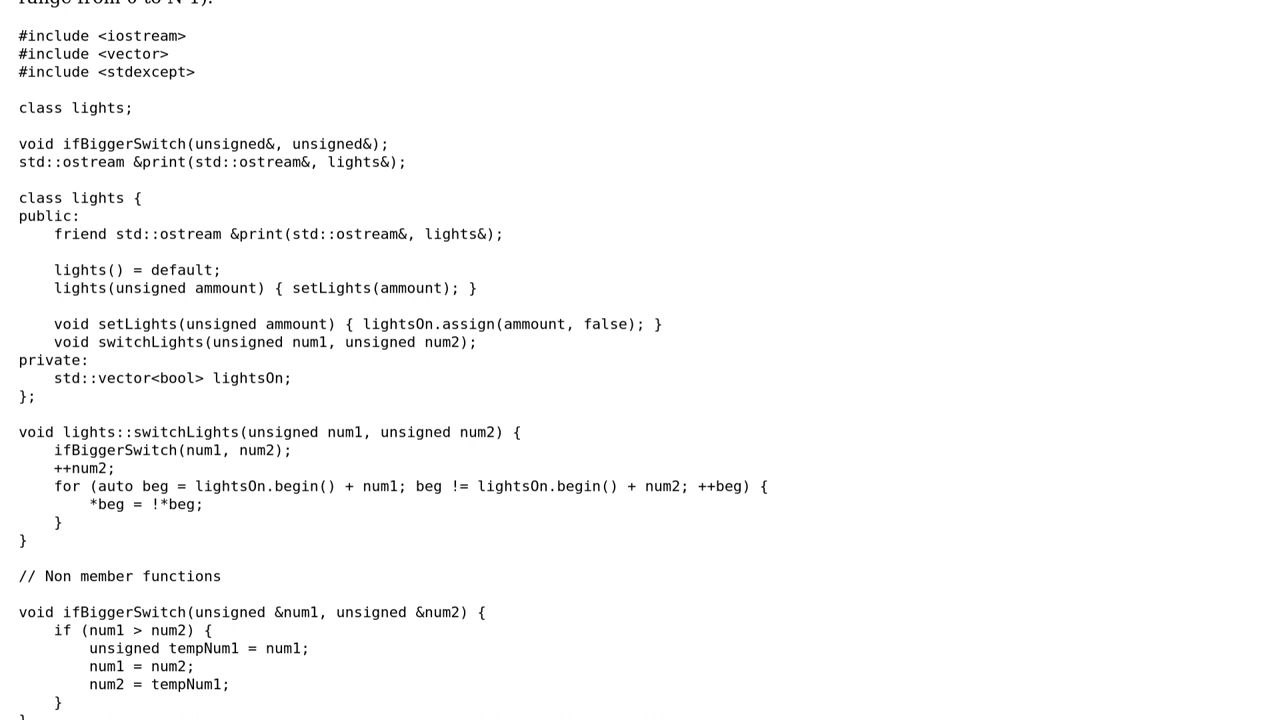 range from 0 to N-1).
#include <iostream>
#include <vector>
#include <stdexcept>
class lights;
void ifBiggerSwitch(unsigned&, unsigned&);
std::ostream &print(std::ostream&, lights&);
class lights {
public:
    friend std::ostream &print(std::ostream&, lights&);
    lights() = default;
    lights(unsigned ammount) { setLights(ammount); }
    void setLights(unsigned ammount) { lightsOn.assign(ammount, false); }
    void switchLights(unsigned num1, unsigned num2);
private:
    std::vector<bool> lightsOn;
};
void lights::switchLights(unsigned num1, unsigned num2) {
    ifBiggerSwitch(num1, num2);
    ++num2;
    for (auto beg = lightsOn.begin() + num1; beg != lightsOn.begin() + num2; ++beg) {
        *beg = !*beg;
    }
}
// Non member functions
void ifBiggerSwitch(unsigned &num1, unsigned &num2) {
    if (num1 > num2) {
        unsigned tempNum1 = num1;
        num1 = num2;
        num2 = tempNum1;
    }
}